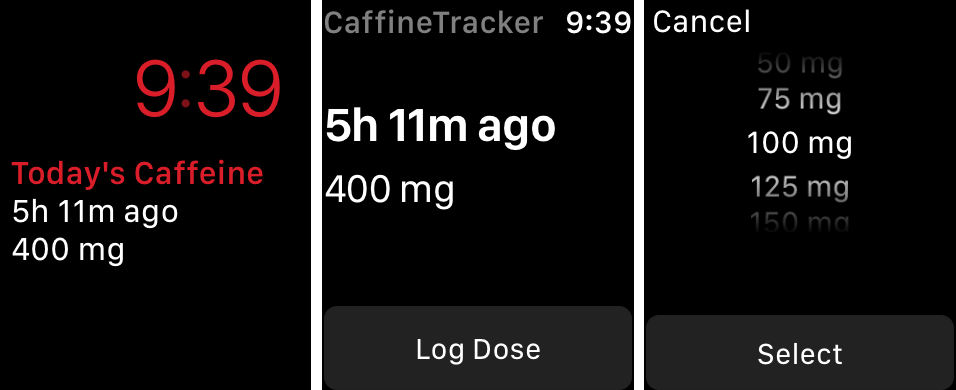 9:39
Today's Caffeine
5h 11m ago
400 mg
CaffineTracker 9:39
5h 11m ago
400 mg
Log Dose
Cancel
50 mg
75 mg
100 mg
125 mg
150 mg
Select